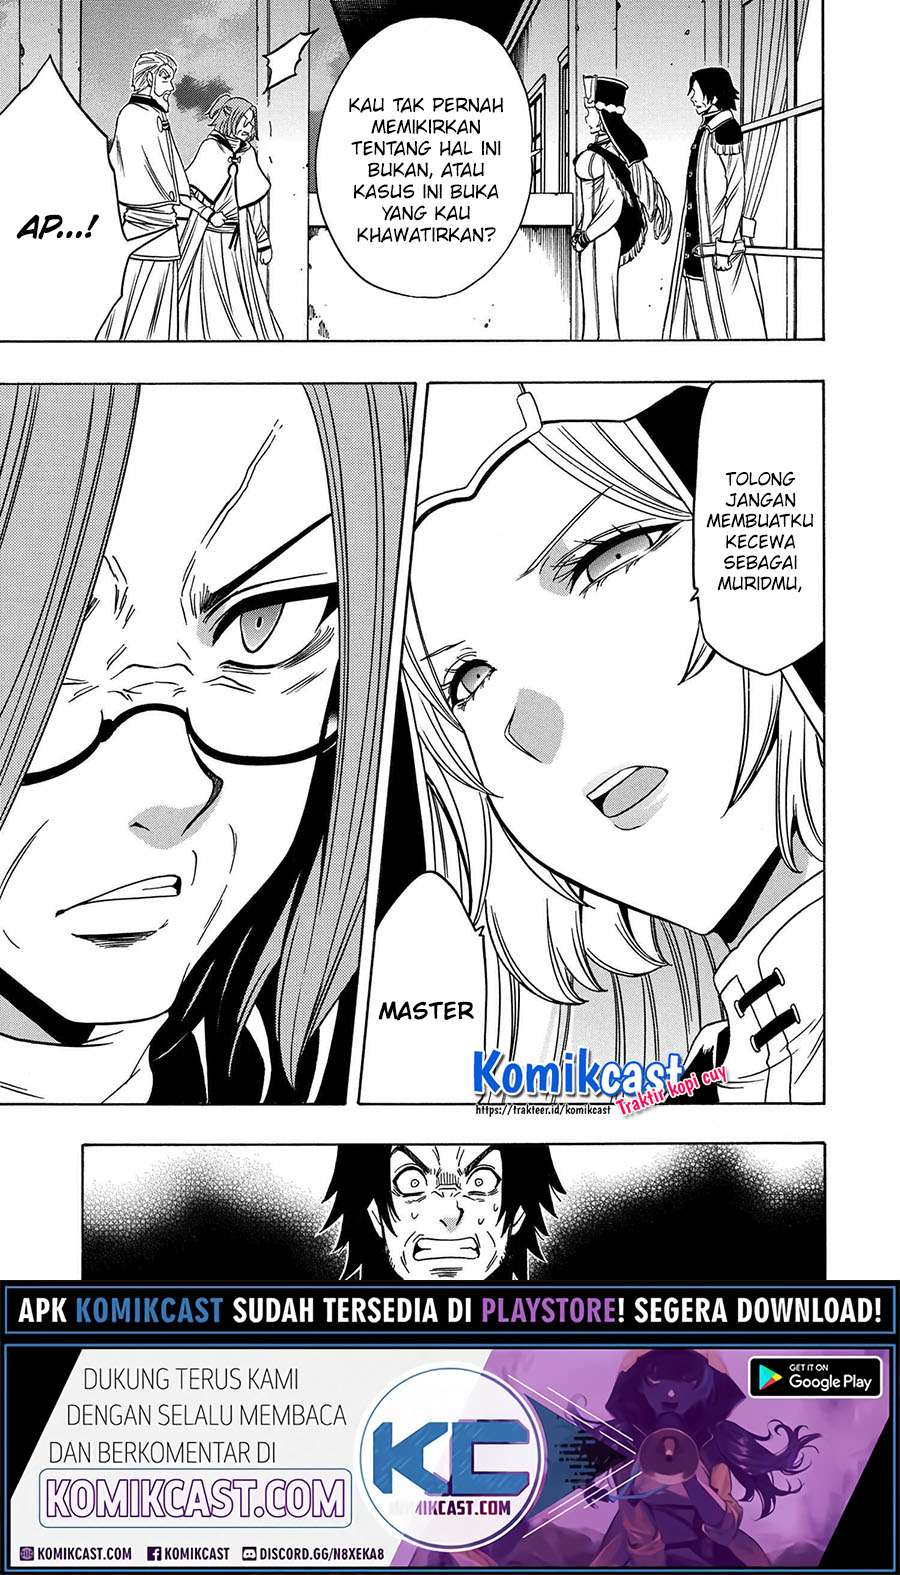 KAU TAK PERNAH
MEMIKIRKAN
TENTANG HAL INI
BUKAN, ATAU
KASUS INI BUKA
YANG KAU
KHAWATIRKAN?
AP...!
TOLONG
JANGAN
MEMBUATKU
KECEWA
SEBAGAI
MURIDMU,
MASTER
Komikcast
https://trakteer.id/komikcast
Traktir kopi cuy
APK KOMIKCAST SUDAH TERSEDIA DI PLAYSTORE! SEGERA DOWNLOAD!
DUKUNG TERUS KAMI
DENGAN SELALU MEMBACA
DAN BERKOMENTAR DI
KOMIKCAST.COM
KOMIKCAST.COM
KOMIKCAST
DISCORD.GG/N8XEKA8
KC
GET IT ON
Google Play